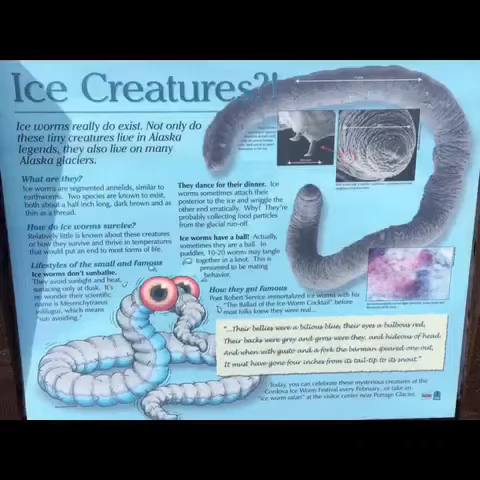 Ice Creatures?!
Ice worms really do exist. Not only do
these tiny creatures live in Alaska
legends, they also live on many
Alaska glaciers.
What are they?
Ice worms are segmented annelids, similar to
earthworms. Two species are known to exist,
both about a half inch long, dark brown and as
thin as a thread.
How do ice worms survive?
Relatively little is known about these creatures
or how they survive and thrive in temperatures
that would put an end to most forms of life.
Lifestyles of the small and famous
Ice worms don't sunbathe.
They avoid sunlight and heat,
surfacing only at dusk. It's
no wonder their scientific
name is Mesenchytraeus
solifugus, which means
"sun avoiding."
They dance for their dinner. Ice
worms sometimes attach their
posterior to the ice and wriggle the
other end erratically. Why? They're
probably collecting food particles
from the glacial run-off.
Ice worms have a ball! Actually,
sometimes they are a ball. In
puddles, 10-20 worms may tangle
together in a knot. This is
presumed to be mating
behavior.
How they got famous
Poet Robert Service immortalized ice worms with his
"The Ballad of the Ice-Worm Cocktail" before
most folks knew they were real...
"...Their bellies were a bilious blue, their eyes a bulbous red;
Their backs were grey and gross were they, and hideous of head.
And when with gusto and a fork the barman speared one out,
It must have gone four inches from its tail-tip to its snout."
Today, you can celebrate these mysterious creatures at the
Cordova Ice Worm Festival every February, or take an
"ice worm safari" at the visitor center near Portage Glacier.